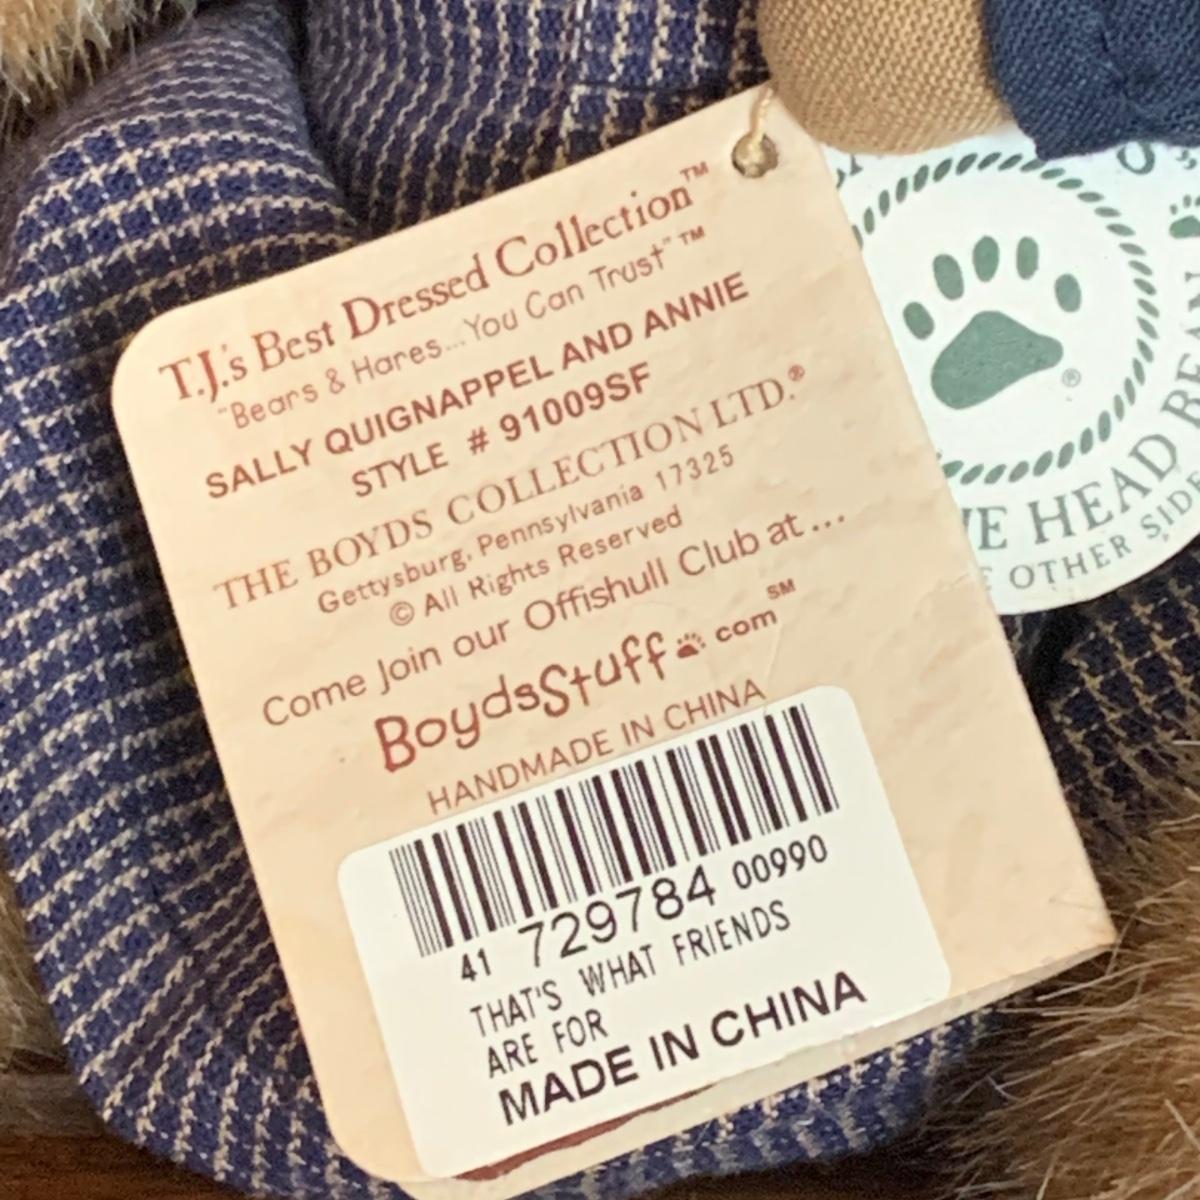 T.J.'s Best Dressed Collection™
"Bears & Hares...You Can Trust"™
SALLY QUIGNAPPEL AND ANNIE
STYLE # 91009SF
THE BOYDS COLLECTION LTD.®
Gettysburg, Pennsylvania 17325
© All Rights Reserved
Come Join our Offishull Club at...
BoydsStuff com℠
HANDMADE IN CHINA
41 729784 00990
THAT'S WHAT FRIENDS
ARE FOR
MADE IN CHINA
®
HEAD BEAN
OTHER SIDE